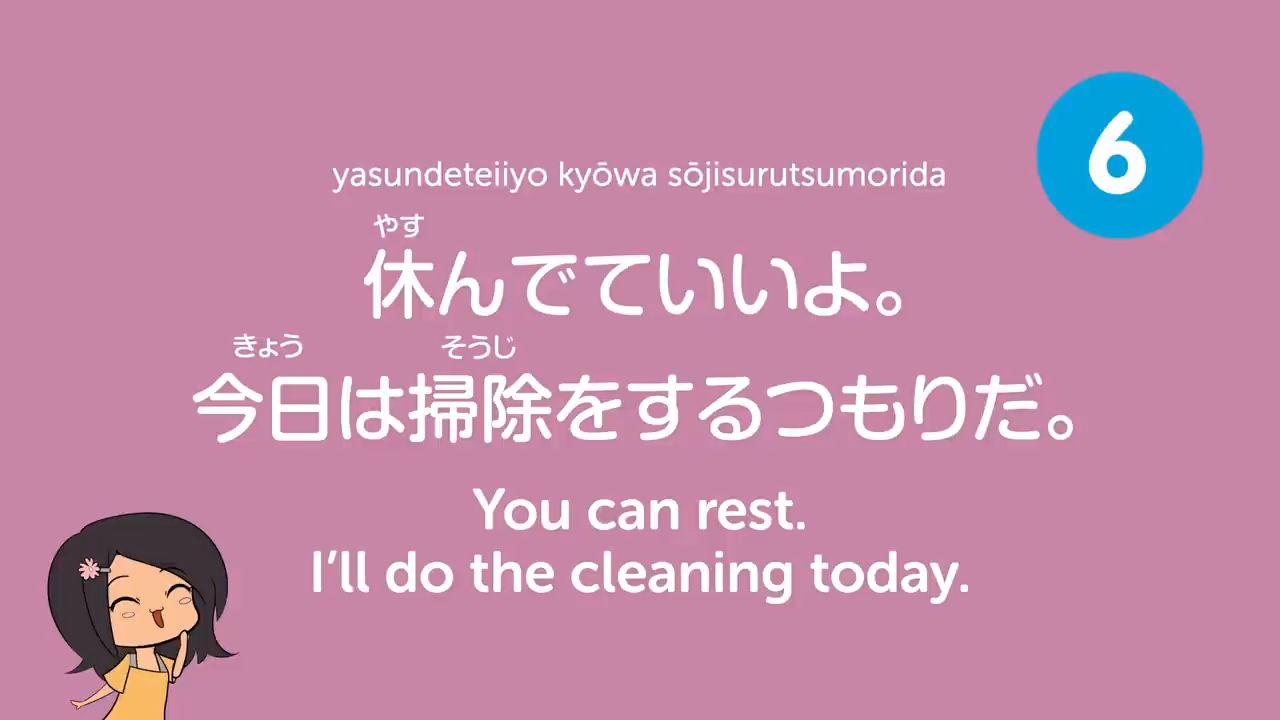 6
yasundeteiiyo kyōwa sōjisurutsumorida
やす
休んでていいよ。
きょう そうじ
今日は掃除をするつもりだ。
You can rest.
I'll do the cleaning today.